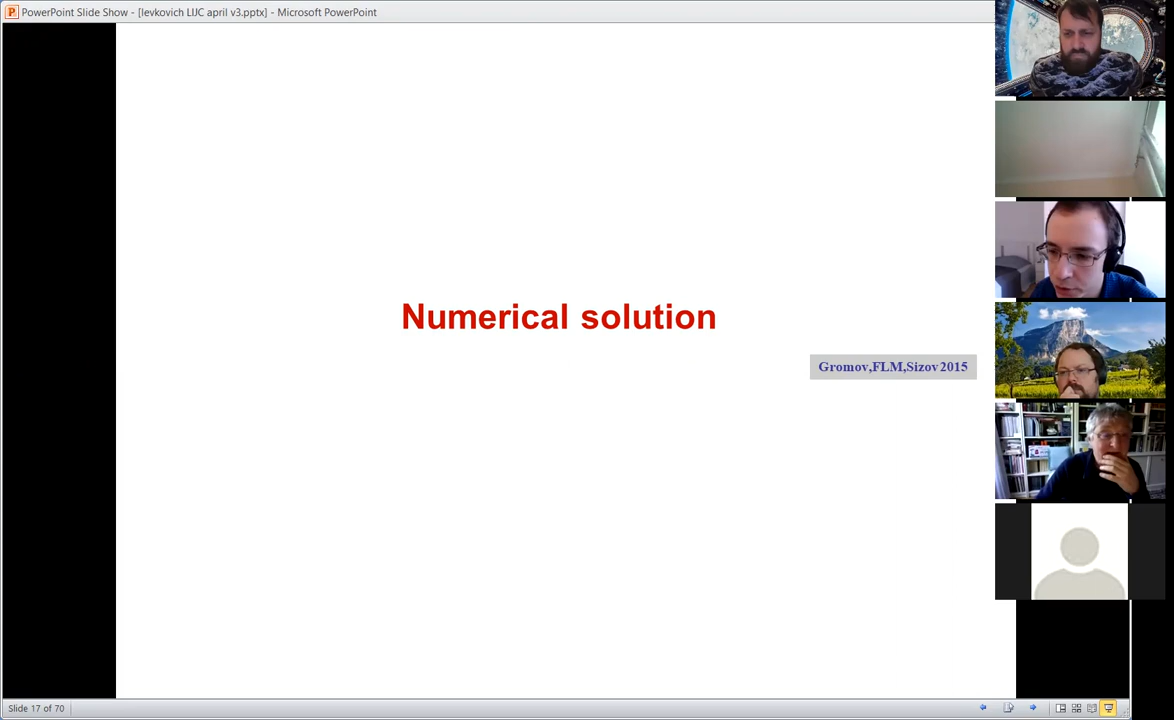 PowerPoint Slide Show - [levkovich LIJC april v3.pptx] - Microsoft PowerPoint
Numerical solution
Gromov,FLM,Sizov 2015
Slide 17 of 70